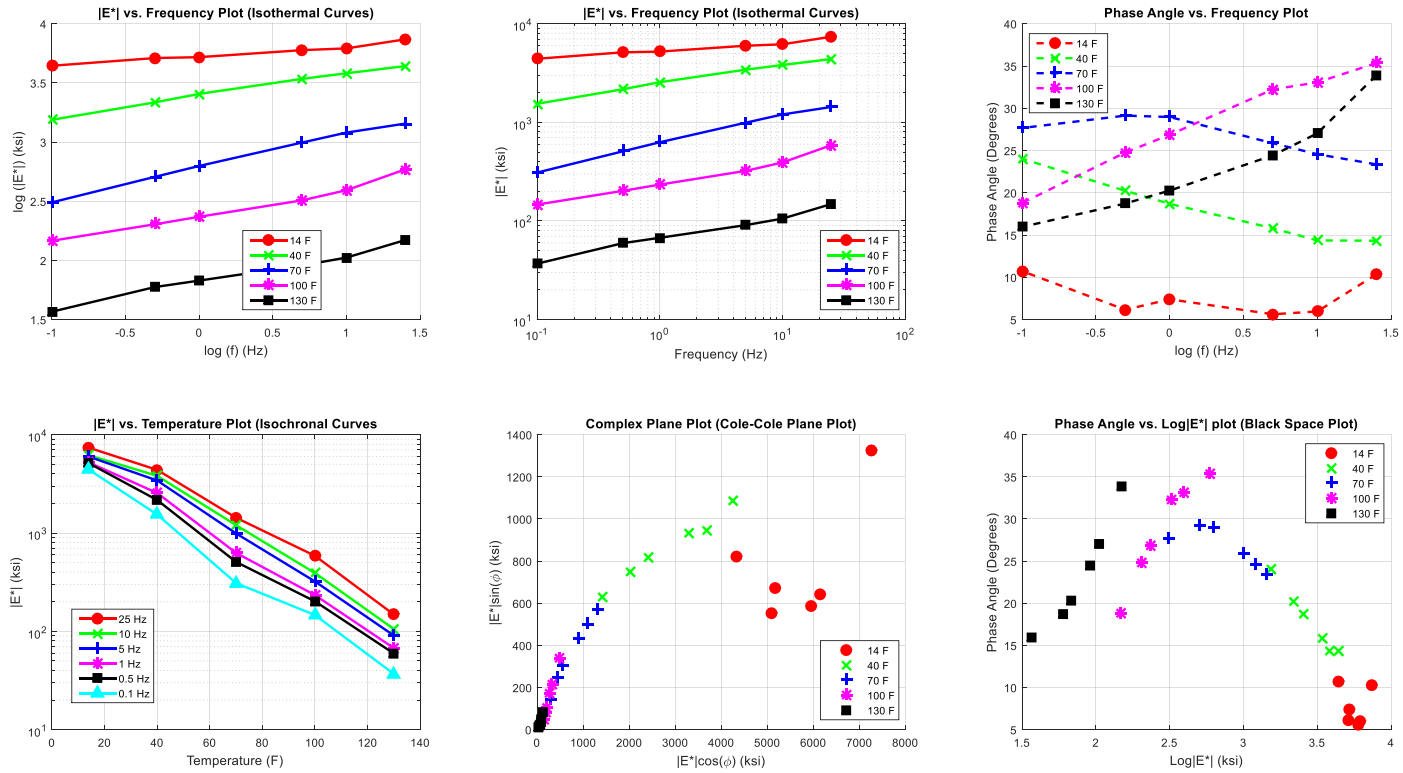 |E*| vs. Frequency Plot (Isothermal Curves)
4
3.5
3
2.5
2
1.5
log (|E*|) (ksi)
-1
-0.5
0
0.5
1
1.5
log (f) (Hz)
14 F
40 F
70 F
100 F
130 F
|E*| vs. Frequency Plot (Isothermal Curves)
10^4
10^3
10^2
10^1
|E*| (ksi)
10^-1
10^0
10^1
10^2
Frequency (Hz)
14 F
40 F
70 F
100 F
130 F
Phase Angle vs. Frequency Plot
40
35
30
25
20
15
10
5
Phase Angle (Degrees)
-1
-0.5
0
0.5
1
1.5
log (f) (Hz)
14 F
40 F
70 F
100 F
130 F
|E*| vs. Temperature Plot (Isochronal Curves
10^4
10^3
10^2
10^1
|E*| (ksi)
0
20
40
60
80
100
120
140
Temperature (F)
25 Hz
10 Hz
5 Hz
1 Hz
0.5 Hz
0.1 Hz
Complex Plane Plot (Cole-Cole Plane Plot)
1400
1200
1000
800
600
400
200
0
|E*|sin(ϕ) (ksi)
0
1000
2000
3000
4000
5000
6000
7000
8000
|E*|cos(ϕ) (ksi)
14 F
40 F
70 F
100 F
130 F
Phase Angle vs. Log|E*| plot (Black Space Plot)
40
35
30
25
20
15
10
5
Phase Angle (Degrees)
1.5
2
2.5
3
3.5
4
Log|E*| (ksi)
14 F
40 F
70 F
100 F
130 F